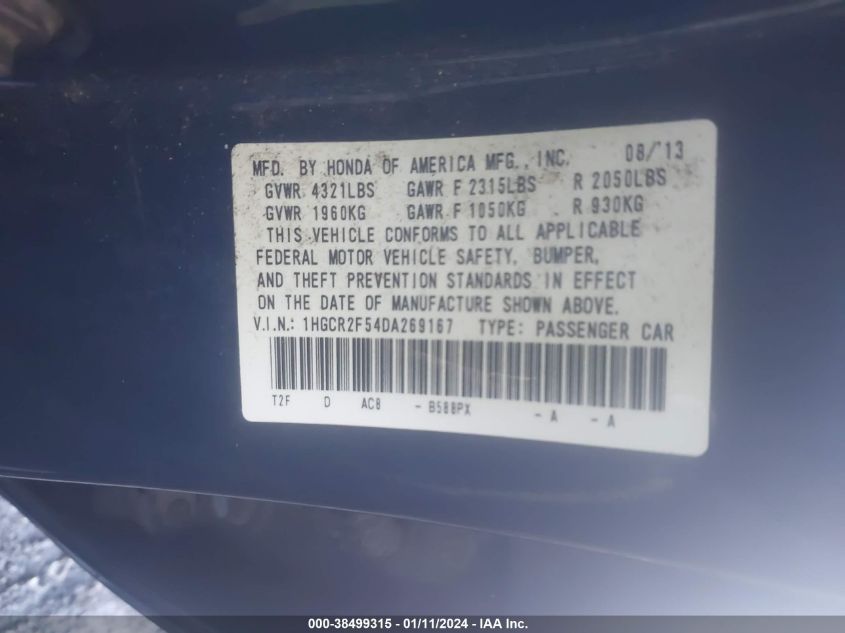 MFD. BY HONDA OF AMERICA MFG., INC. 08/'13
GVWR 4321LBS GAWR F 2315LBS R 2050LBS
GVWR 1960KG GAWR F 1050KG R 930KG
THIS VEHICLE CONFORMS TO ALL APPLICABLE
FEDERAL MOTOR VEHICLE SAFETY, BUMPER,
AND THEFT PREVENTION STANDARDS IN EFFECT
ON THE DATE OF MANUFACTURE SHOWN ABOVE.
V.I.N.: 1HGCR2F54DA269167 TYPE: PASSENGER CAR
T2F D AC8 - B588PX - A - A
000-38499315 - 01/11/2024 - IAA Inc.